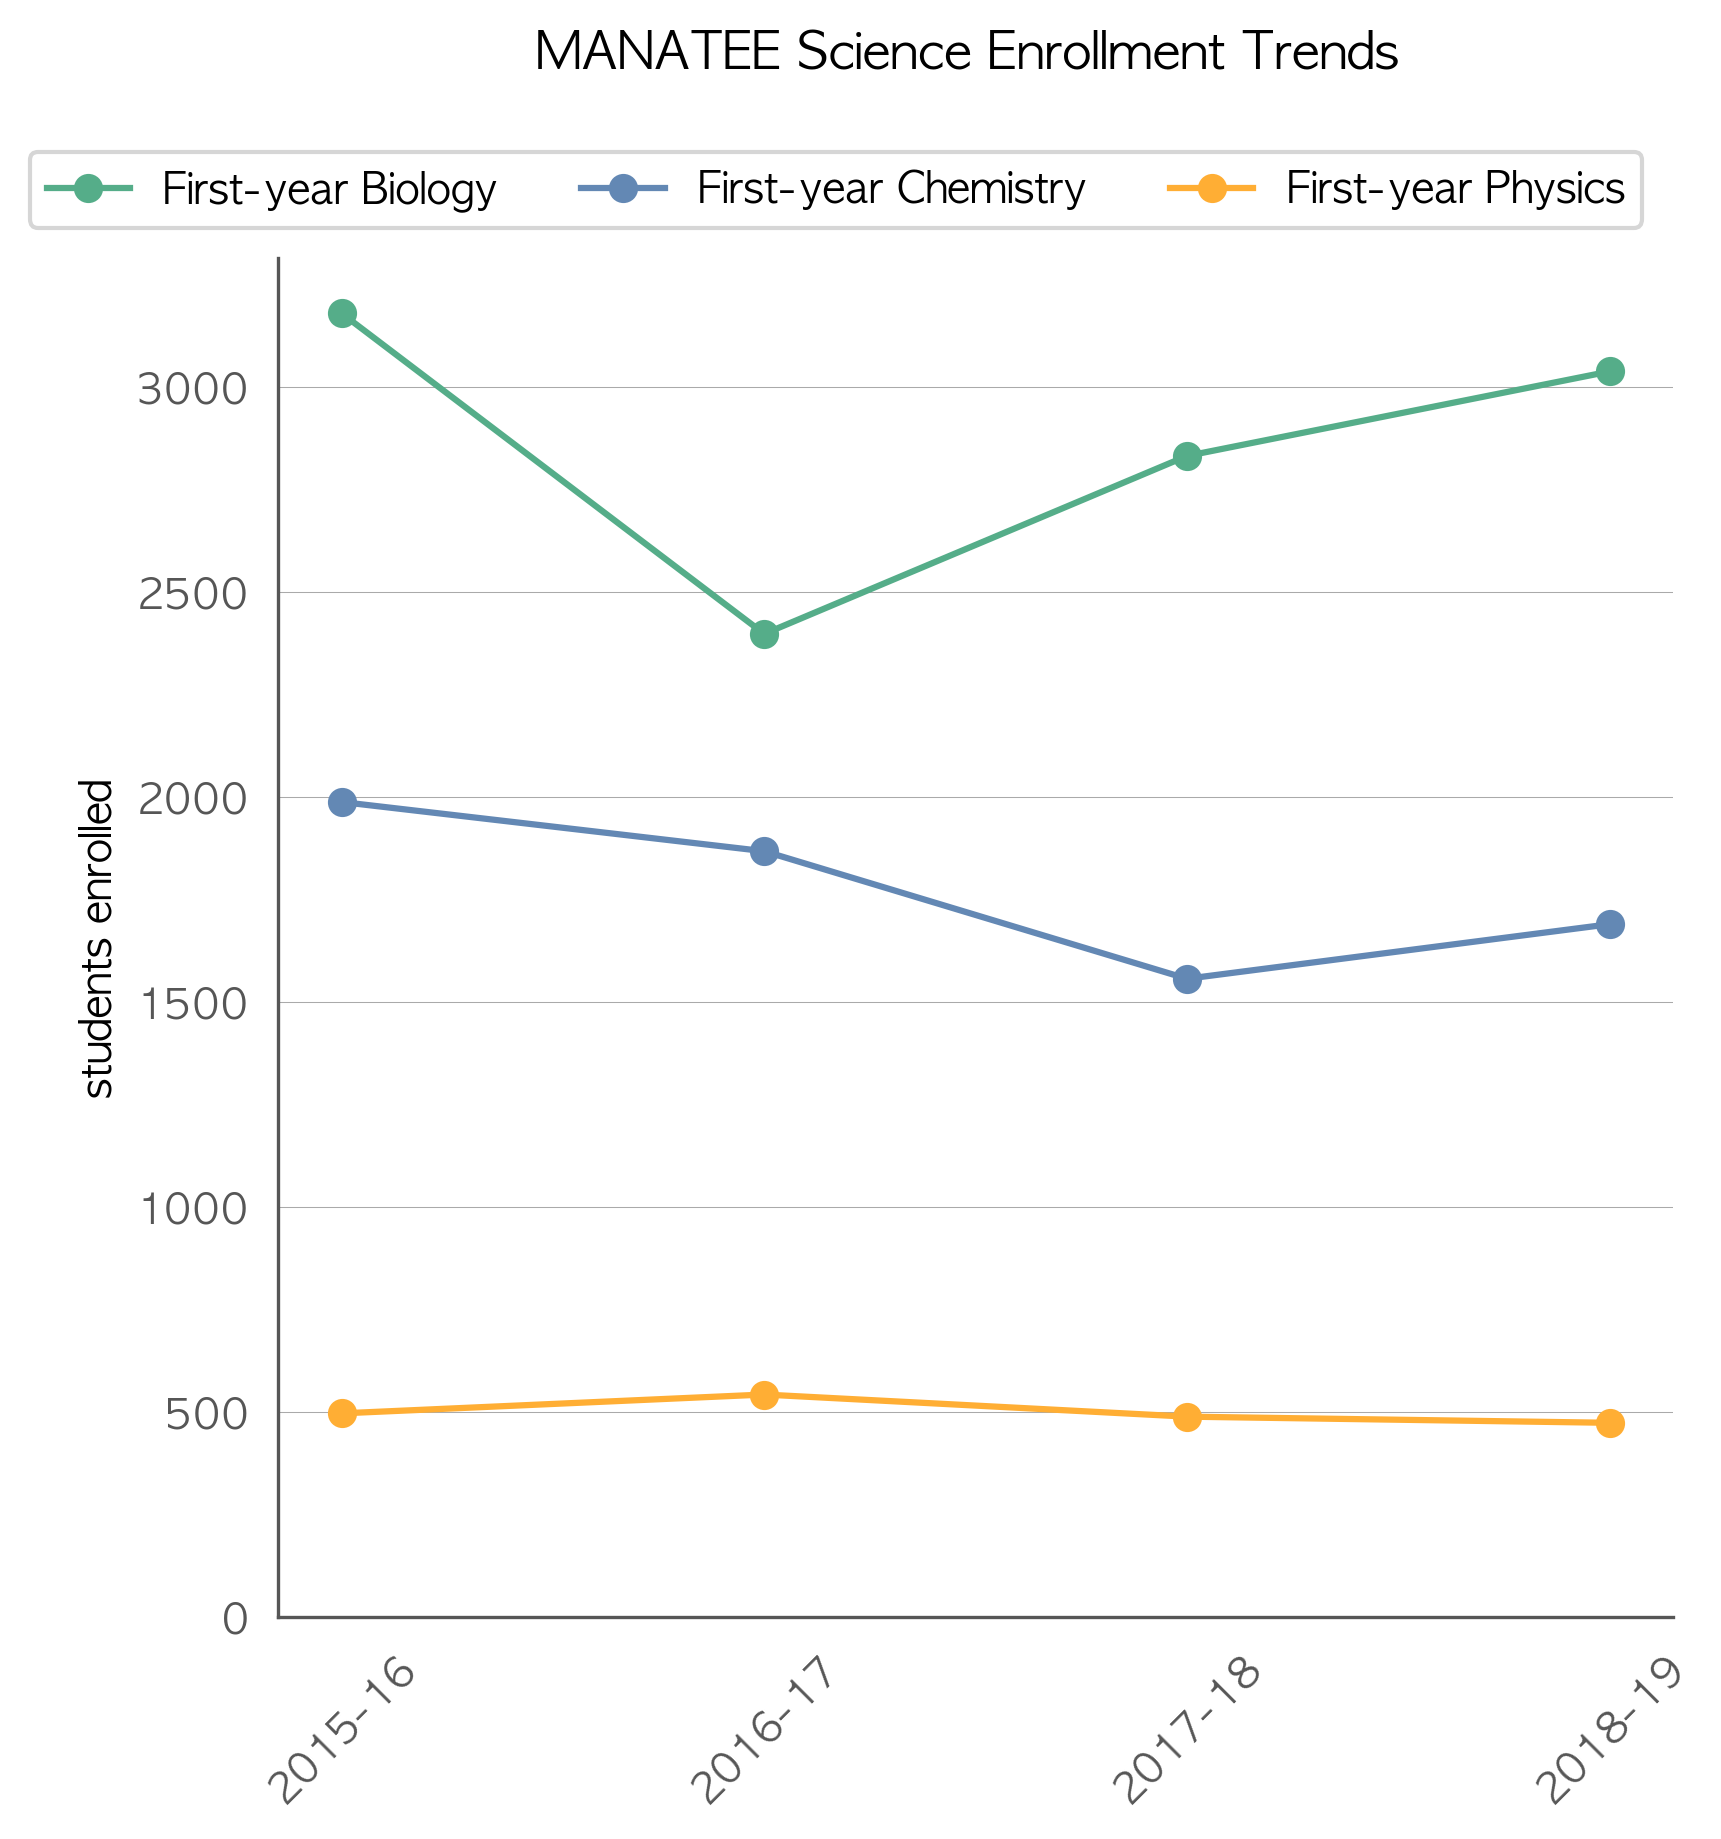 MANATEE Science Enrollment Trends
First-year Biology
First-year Chemistry
First-year Physics
3000
2500
2000
1500
1000
500
0
students enrolled
2015-16
2016-17
2017-18
2018-19